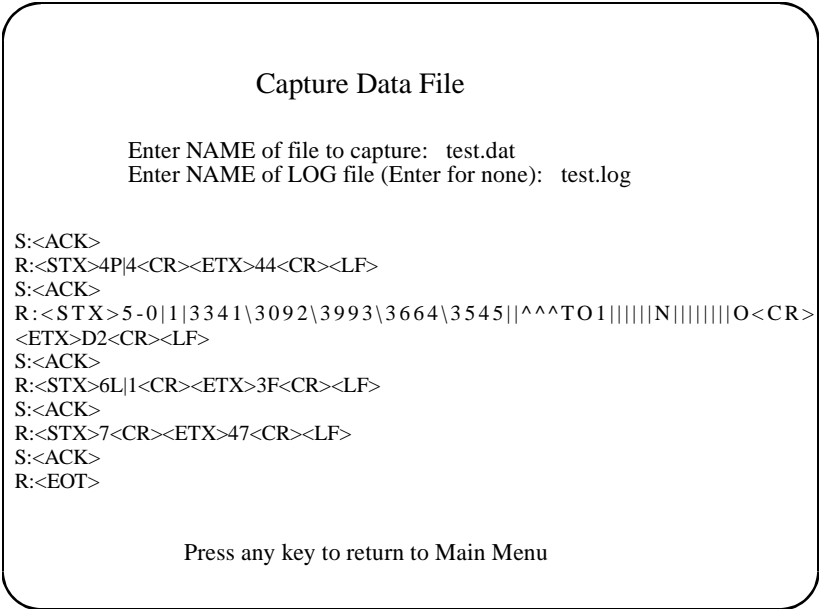 Capture Data File
Enter NAME of file to capture: test.dat
Enter NAME of LOG file (Enter for none): test.log
S:<ACK>
R:<STX>4P|4<CR><ETX>44<CR><LF>
S:<ACK>
R:<STX>5-0|1|3341\3092\3993\3664\3545||^^^TO1||||||N||||||||O<CR>
<ETX>D2<CR><LF>
S:<ACK>
R:<STX>6L|1<CR><ETX>3F<CR><LF>
S:<ACK>
R:<STX>7<CR><ETX>47<CR><LF>
S:<ACK>
R:<EOT>
Press any key to return to Main Menu